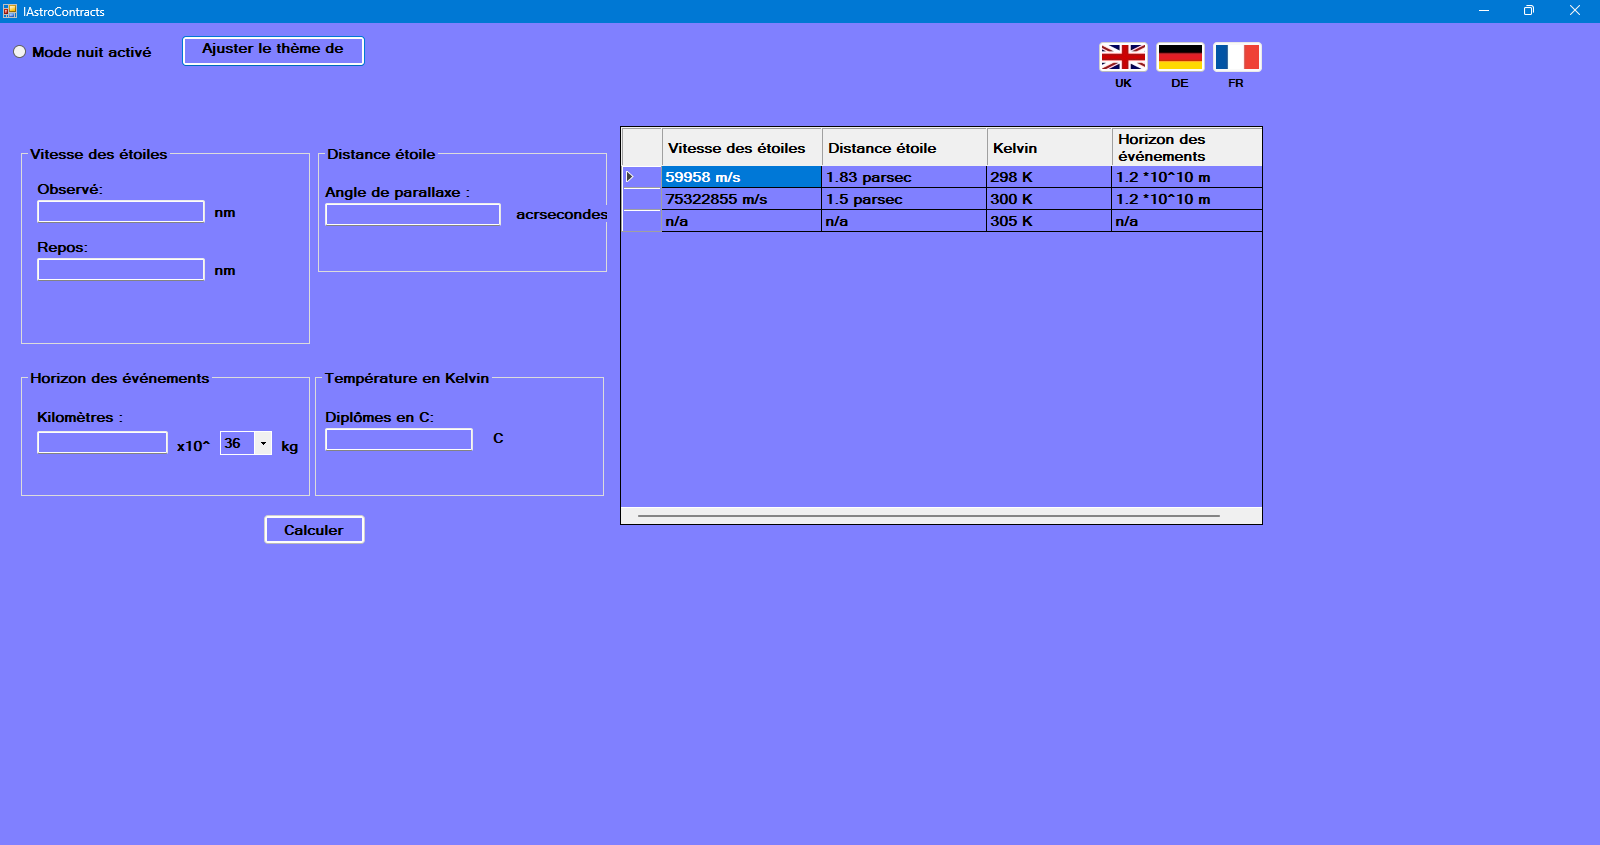 IAstroContracts
Mode nuit activé
Ajuster le thème de
UK
DE
FR
Vitesse des étoiles
Observé:
nm
Repos:
nm
Distance étoile
Angle de parallaxe :
acrsecondes
Horizon des événements
Kilomètres :
x10^
36
kg
Température en Kelvin
Diplômes en C:
C
Calculer
Vitesse des étoiles Distance étoile Kelvin Horizon des
événements
59958 m/s 1.83 parsec 298 K 1.2 *10^10 m
75322855 m/s 1.5 parsec 300 K 1.2 *10^10 m
n/a n/a 305 K n/a